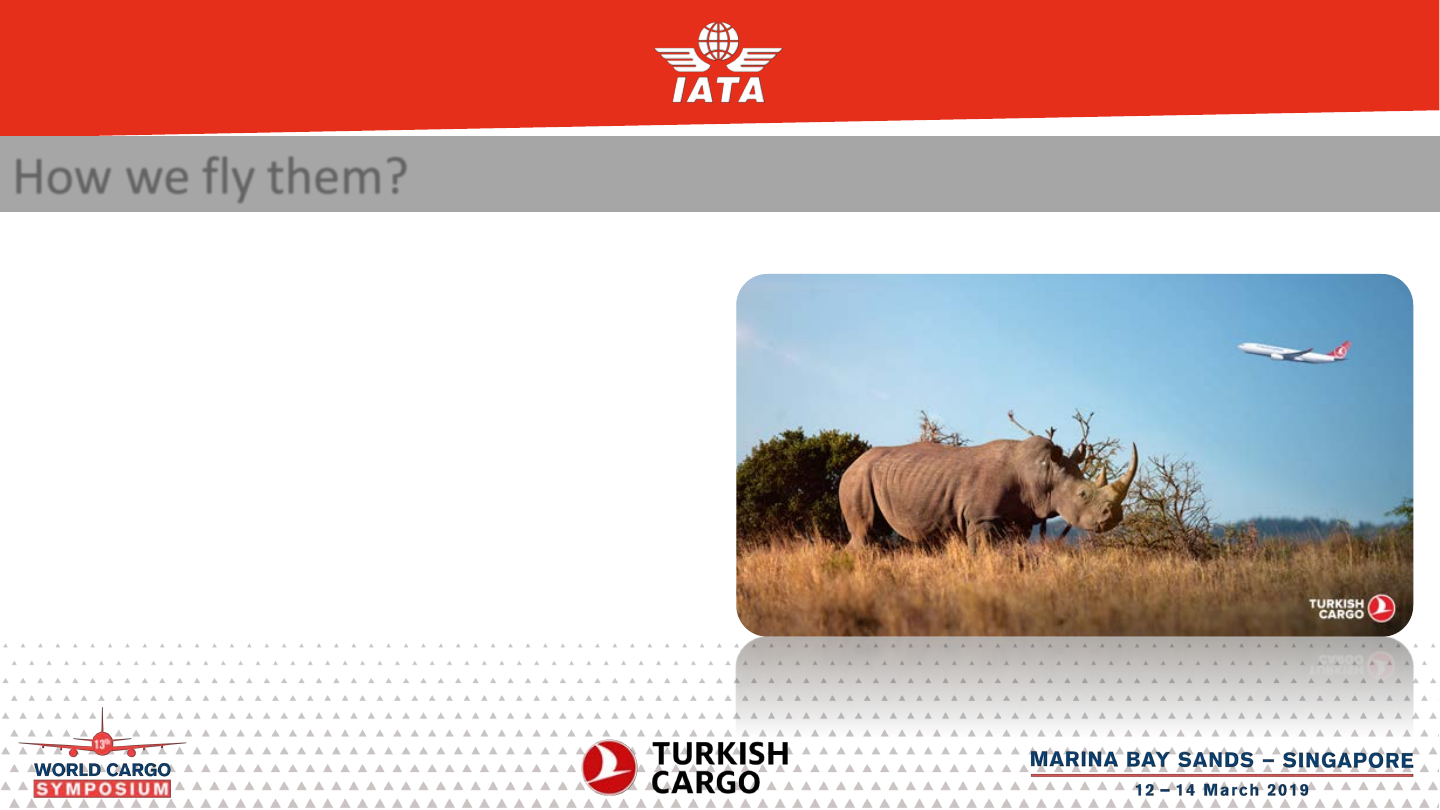 IATA
How we fly them?
TURKISH
CARGO
13th
WORLD CARGO
SYMPOSIUM
TURKISH
CARGO
MARINA BAY SANDS – SINGAPORE
12 – 14 March 2019